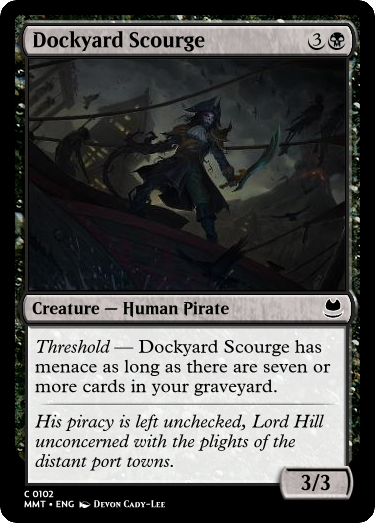 Dockyard Scourge 3
Creature — Human Pirate
Threshold — Dockyard Scourge has
menace as long as there are seven or
more cards in your graveyard.
His piracy is left unchecked, Lord Hill
unconcerned with the plights of the
distant port towns.
3/3
C 0102
MMT • ENG Devon Cady-Lee